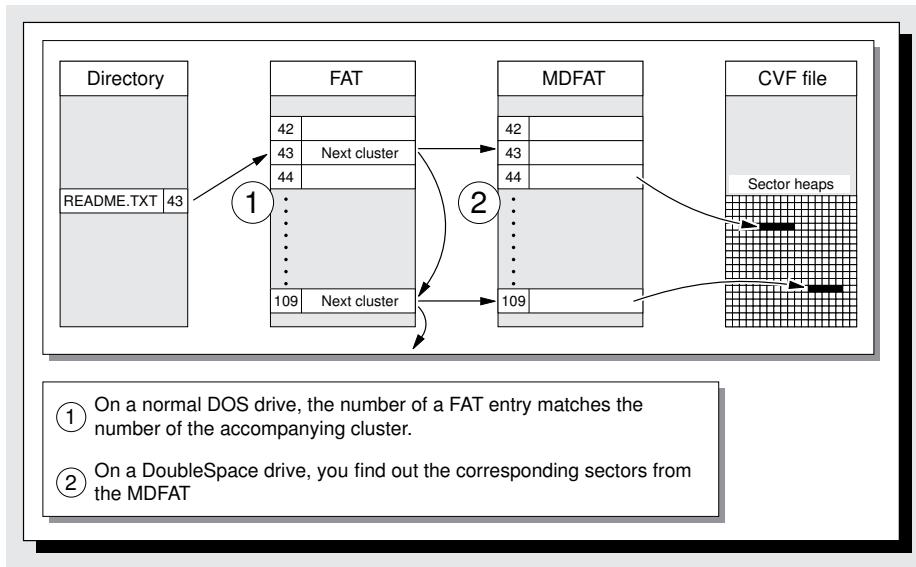 Directory
FAT
MDFAT
CVF file
42
42
43 Next cluster
43
44
44
Sector heaps
README.TXT 43
1
2
109 Next cluster
109
1 On a normal DOS drive, the number of a FAT entry matches the
number of the accompanying cluster.
2 On a DoubleSpace drive, you find out the corresponding sectors from
the MDFAT